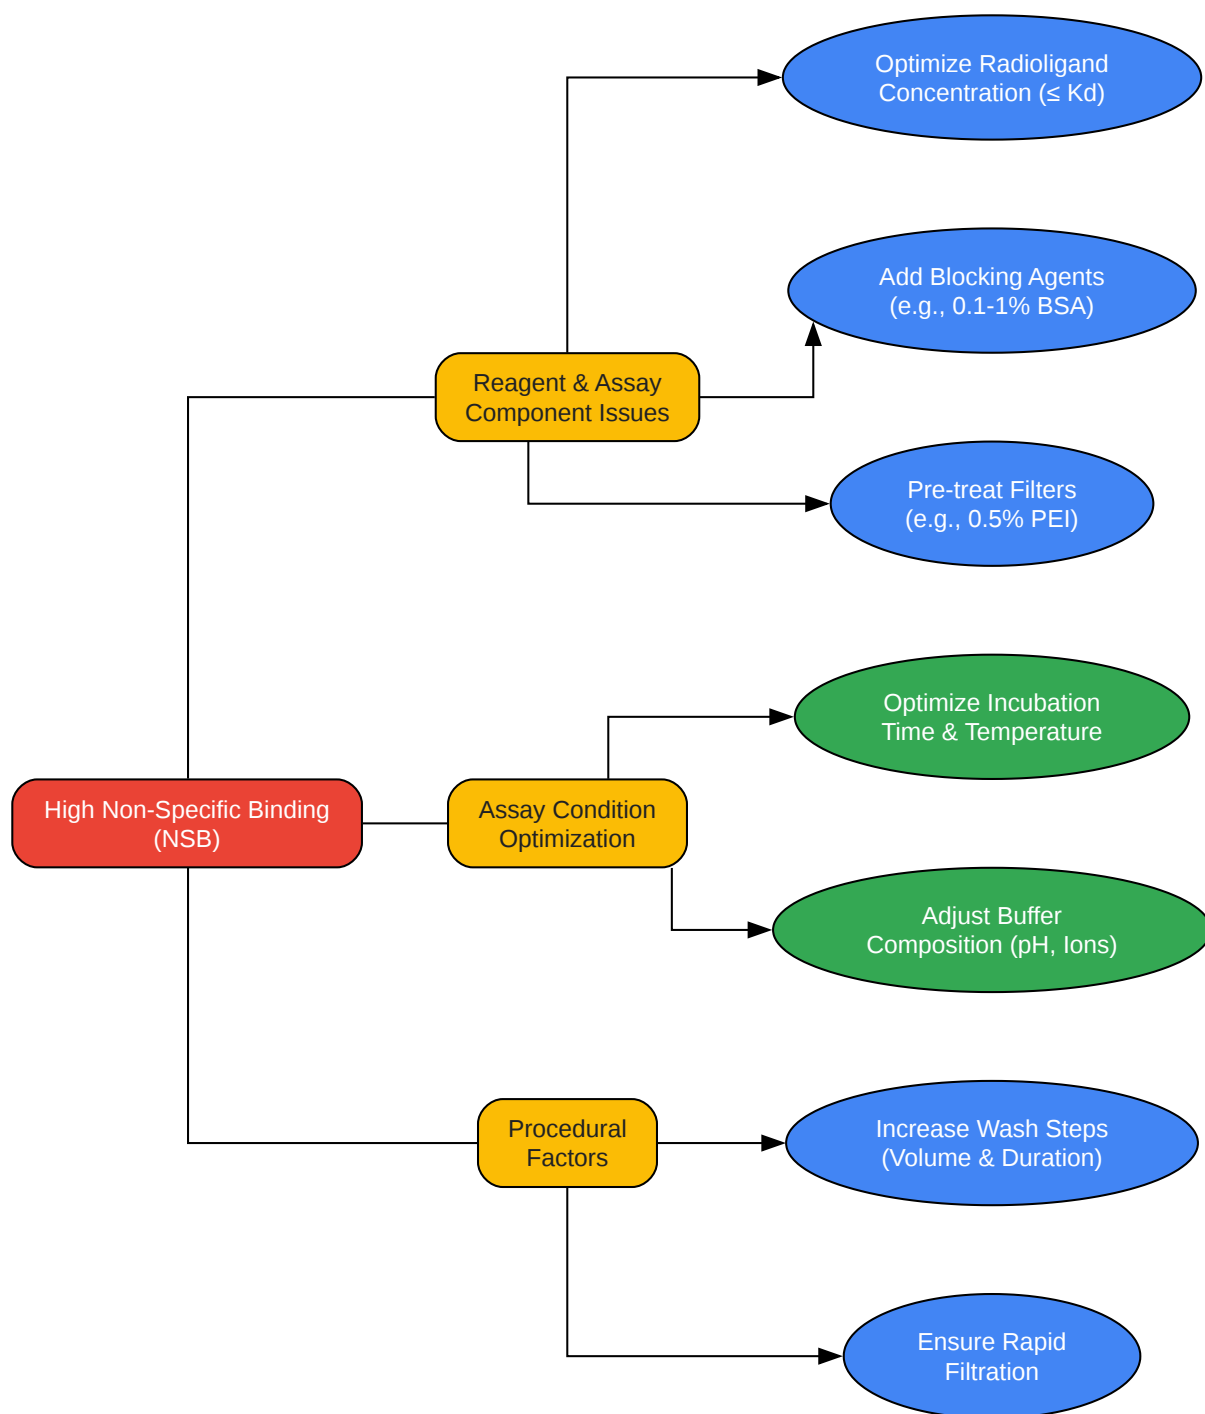 Optimize Radioligand
Concentration (≤ Kd)
Add Blocking Agents
(e.g., 0.1-1% BSA)
Reagent & Assay
Component Issues
Pre-treat Filters
(e.g., 0.5% PEI)
Optimize Incubation
Time & Temperature
High Non-Specific Binding
(NSB)
Assay Condition
Optimization
Adjust Buffer
Composition (pH, Ions)
Procedural
Factors
Increase Wash Steps
(Volume & Duration)
Ensure Rapid
Filtration